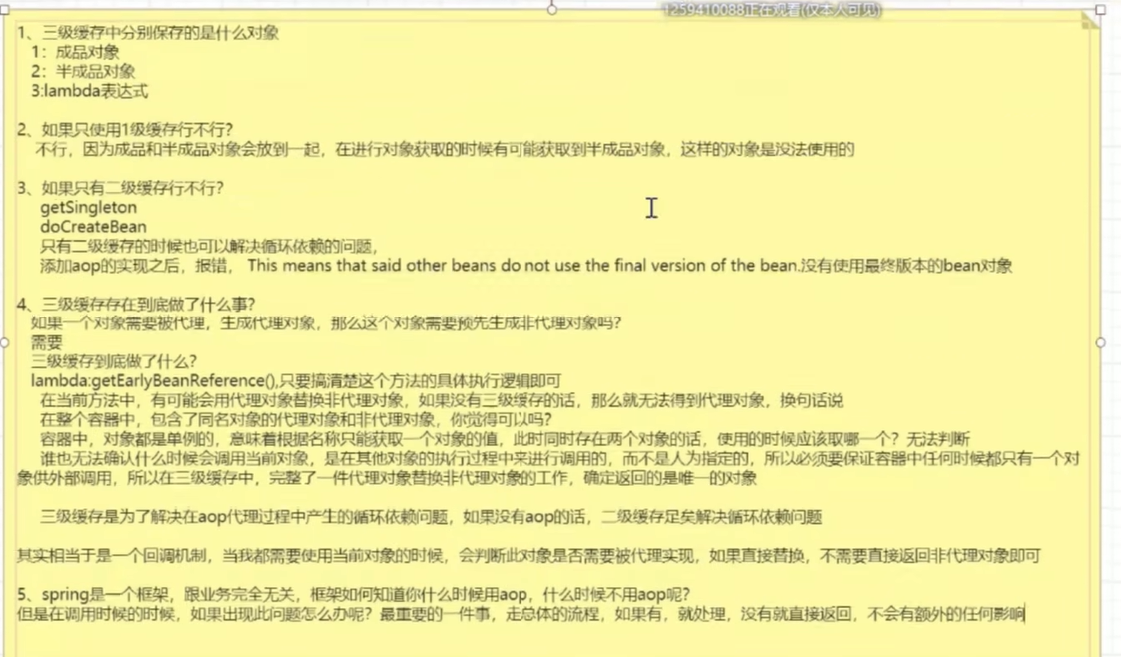 1259410088正在观看(仅本人可见)
1、三级缓存中分别保存的是什么对象
1：成品对象
2：半成品对象
3:lambda表达式
2、如果只使用1级缓存行不行？
不行，因为成品和半成品对象会放到一起，在进行对象获取的时候有可能获取到半成品对象，这样的对象是没法使用的
3、如果只有二级缓存行不行？
getSingleton
doCreateBean
只有二级缓存的时候也可以解决循环依赖的问题，
添加aop的实现之后，报错， This means that said other beans do not use the final version of the bean.没有使用最终版本的bean对象
4、三级缓存存在到底做了什么事？
如果一个对象需要被代理，生成代理对象，那么这个对象需要预先生成非代理对象吗？
需要
三级缓存到底做了什么？
lambda:getEarlyBeanReference(),只要搞清楚这个方法的具体执行逻辑即可
在当前方法中，有可能会用代理对象替换非代理对象，如果没有三级缓存的话，那么就无法得到代理对象，换句话说
在整个容器中，包含了同名对象的代理对象和非代理对象，你觉得可以吗？
容器中，对象都是单例的，意味着根据名称只能获取一个对象的值，此时同时存在两个对象的话，使用的时候应该取哪一个？无法判断
谁也无法确认什么时候会调用当前对象，是在其他对象的执行过程中来进行调用的，而不是人为指定的，所以必须要保证容器中任何时候都只有一个对
象供外部调用，所以在三级缓存中，完整了一件代理对象替换非代理对象的工作，确定返回的是唯一的对象
三级缓存是为了解决在aop代理过程中产生的循环依赖问题，如果没有aop的话，二级缓存足矣解决循环依赖问题
其实相当于是一个回调机制，当我都需要使用当前对象的时候，会判断此对象是否需要被代理实现，如果直接替换，不需要直接返回非代理对象即可
5、spring是一个框架，跟业务完全无关，框架如何知道你什么时候用aop，什么时候不用aop呢？
但是在调用时候的时候，如果出现此问题怎么办呢？最重要的一件事，走总体的流程，如果有，就处理，没有就直接返回，不会有额外的任何影响